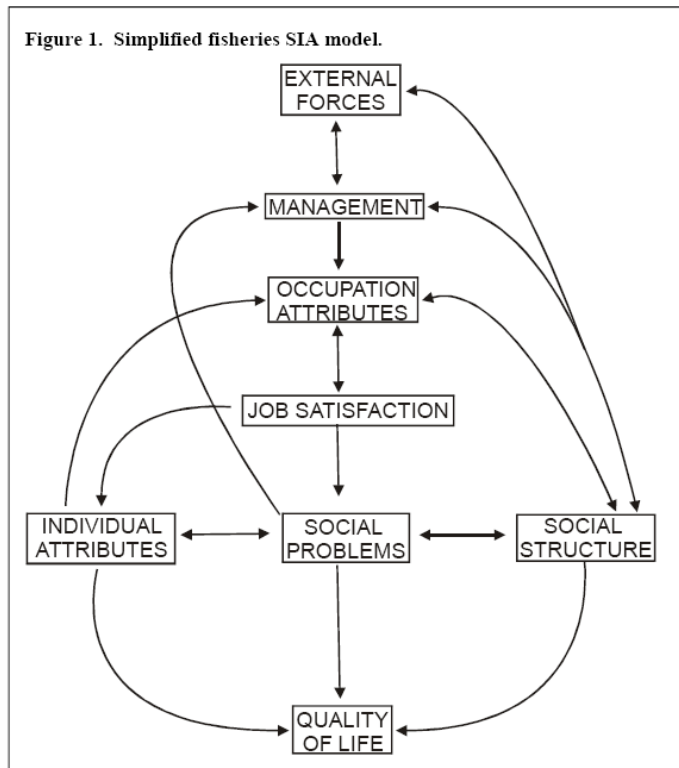 Figure 1.  Simplified fisheries SIA model.
EXTERNAL
FORCES
MANAGEMENT
OCCUPATION
ATTRIBUTES
JOB SATISFACTION
INDIVIDUAL
ATTRIBUTES
SOCIAL
PROBLEMS
SOCIAL
STRUCTURE
QUALITY
OF LIFE